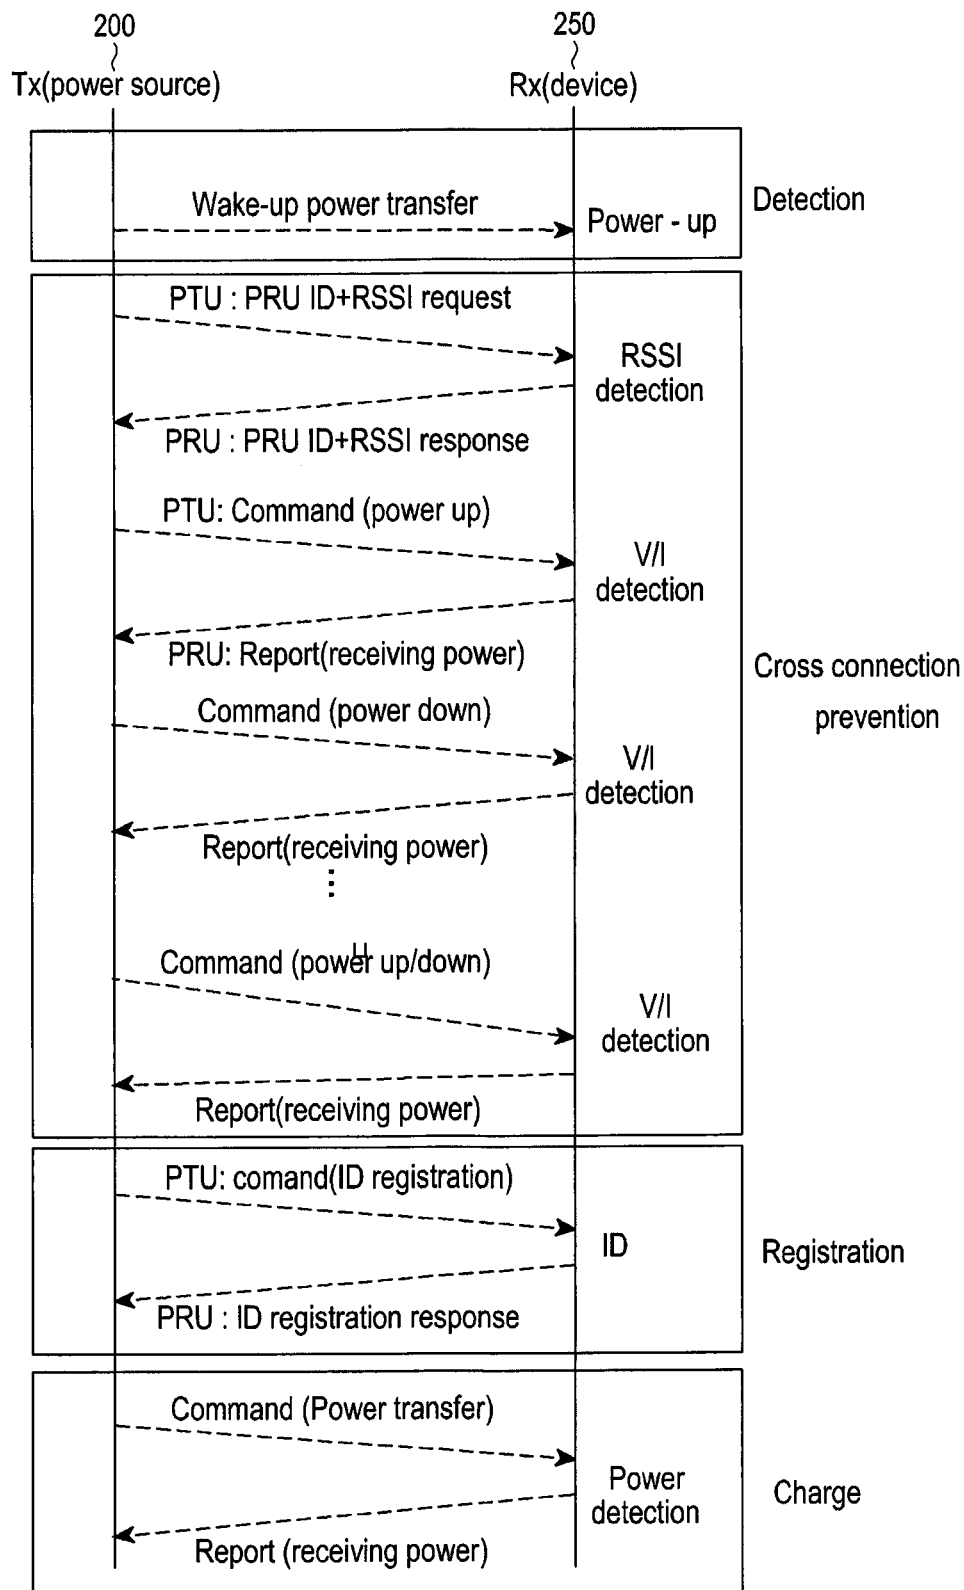 200
250
Tx(power source)
Rx(device)
Wake-up power transfer
Power - up
Detection
PTU : PRU ID+RSSI request
RSSI
detection
PRU : PRU ID+RSSI response
PTU: Command (power up)
V/I
detection
PRU: Report(receiving power)
Cross connection
prevention
Command (power down)
V/I
detection
Report(receiving power)
Command (power up/down)
V/I
detection
Report(receiving power)
PTU: comand(ID registration)
ID
Registration
PRU : ID registration response
Command (Power transfer)
Power
detection
Charge
Report (receiving power)